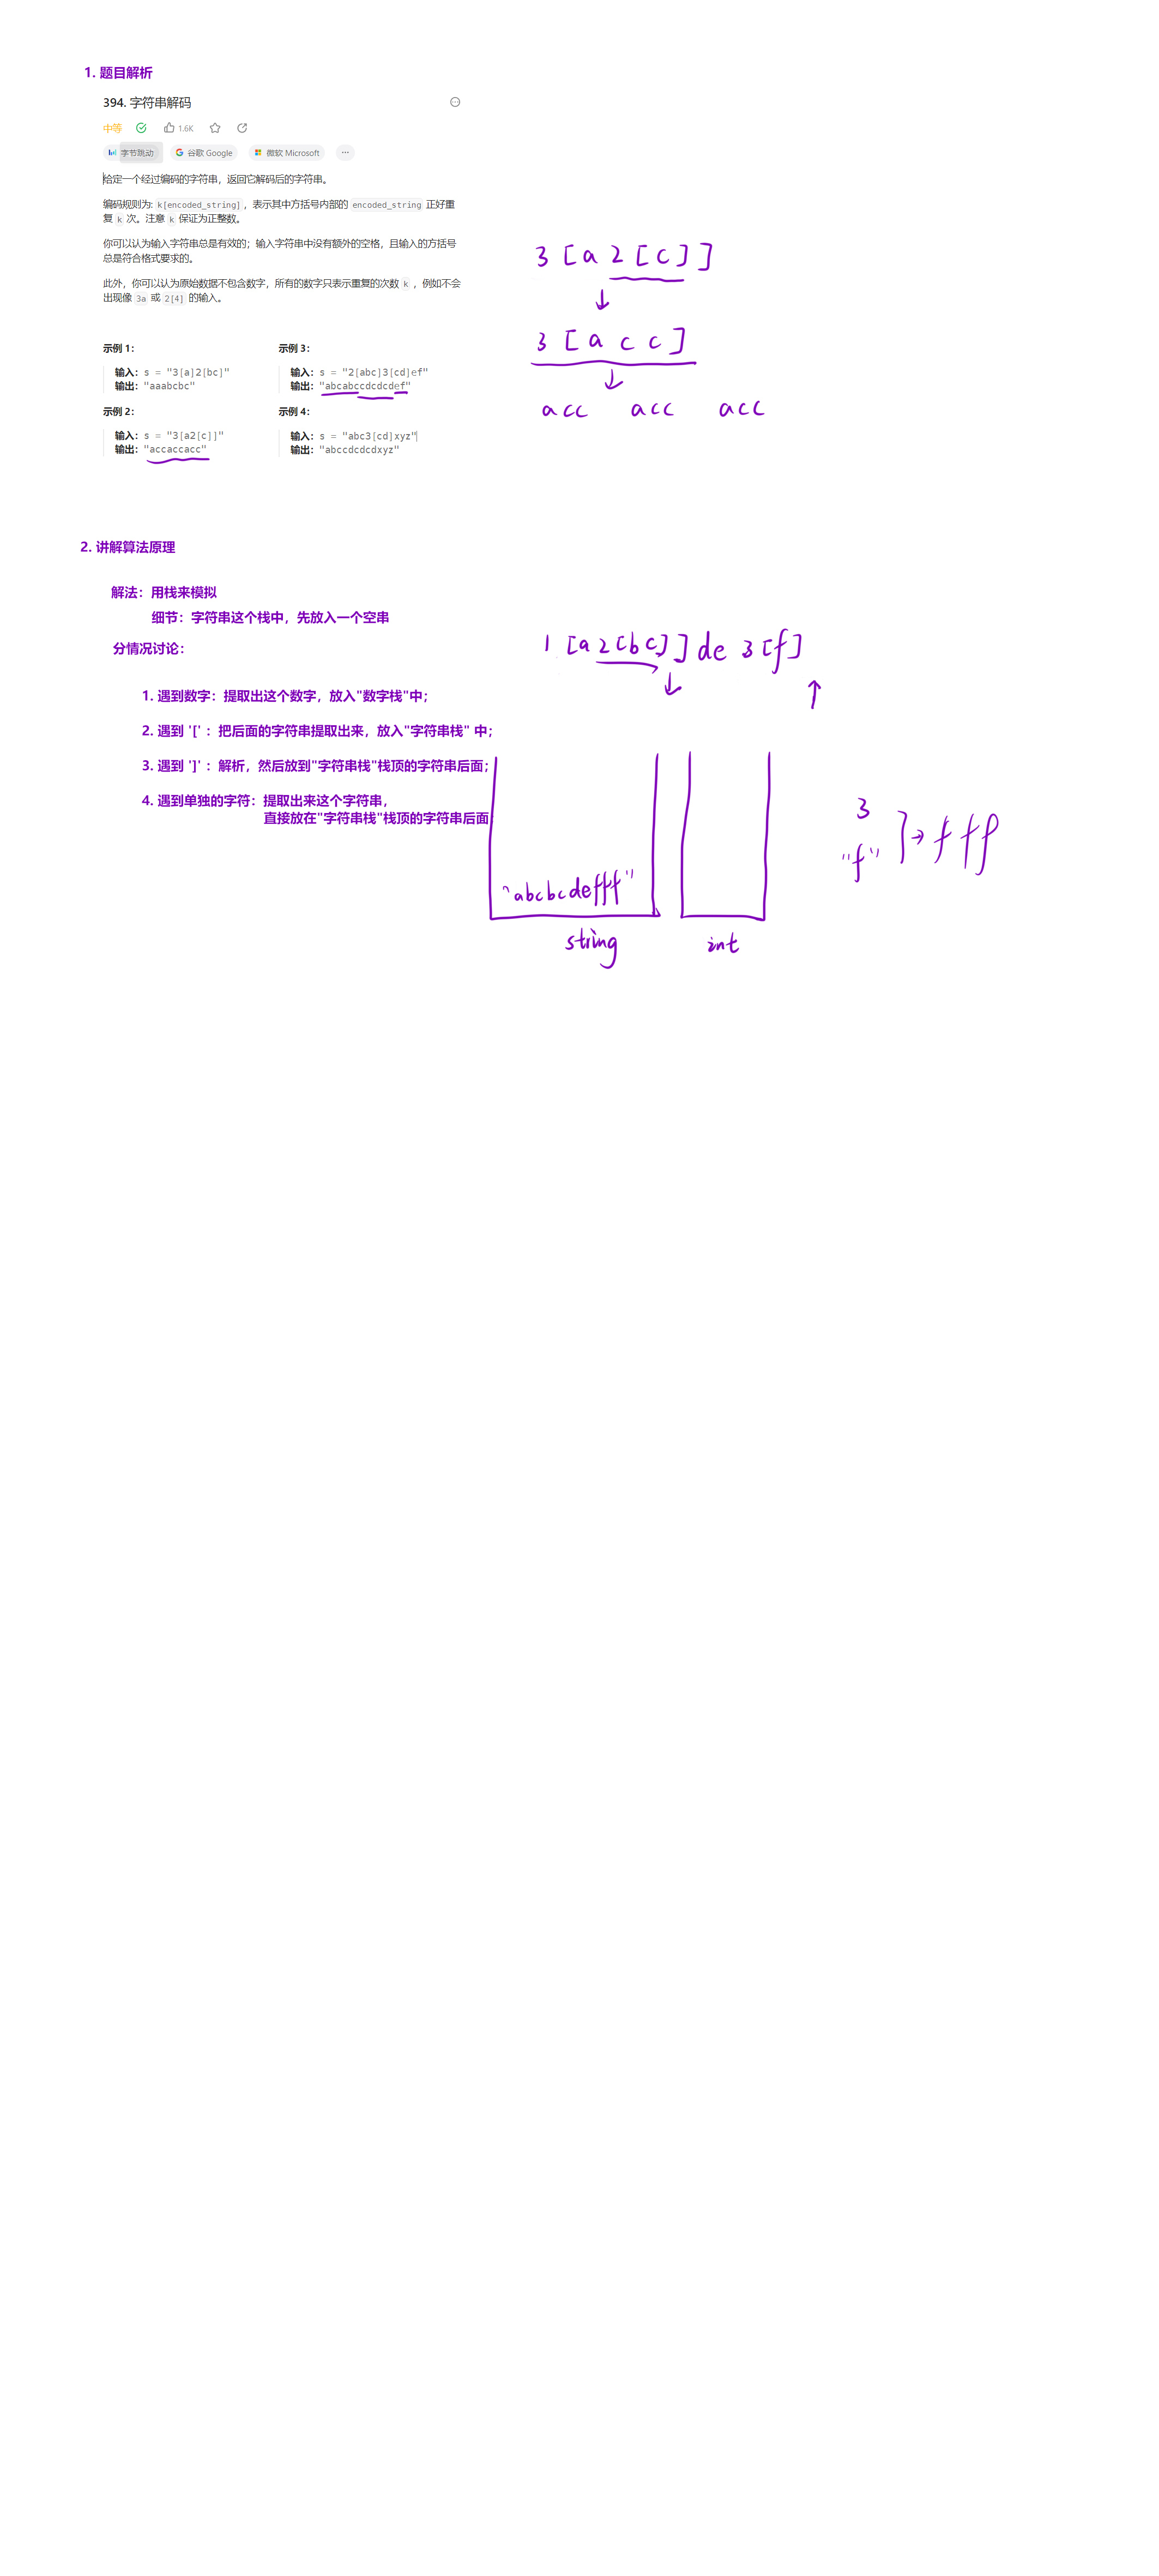 1. 题目解析
394. 字符串解码
中等 1.6K
字节跳动 谷歌 Google 微软 Microsoft ...
给定一个经过编码的字符串，返回它解码后的字符串。
编码规则为: k[encoded_string]，表示其中方括号内部的 encoded_string 正好重
复 k 次。注意 k 保证为正整数。
你可以认为输入字符串总是有效的；输入字符串中没有额外的空格，且输入的方括号
总是符合格式要求的。
此外，你可以认为原始数据不包含数字，所有的数字只表示重复的次数 k ，例如不会
出现像 3a 或 2[4] 的输入。
3[a2[c]]
3[acc]
acc acc acc
示例 1：
输入：s = "3[a]2[bc]"
输出："aaabcbc"
示例 2：
输入：s = "3[a2[c]]"
输出："accaccacc"
示例 3：
输入：s = "2[abc]3[cd]ef"
输出："abcabccdcdcdef"
示例 4：
输入：s = "abc3[cd]xyz"
输出："abccdcdcdxyz"
2. 讲解算法原理
解法：用栈来模拟
细节：字符串这个栈中，先放入一个空串
分情况讨论：
1. 遇到数字：提取出这个数字，放入"数字栈"中；
2. 遇到 '[' ：把后面的字符串提取出来，放入"字符串栈" 中；
3. 遇到 ']' ：解析，然后放到"字符串栈"栈顶的字符串后面；
4. 遇到单独的字符：提取出来这个字符串，
直接放在"字符串栈"栈顶的字符串后面；
1[a2[bc]]de3[f]
3
"f"
→ fff
"abcbcdefff"
string
int